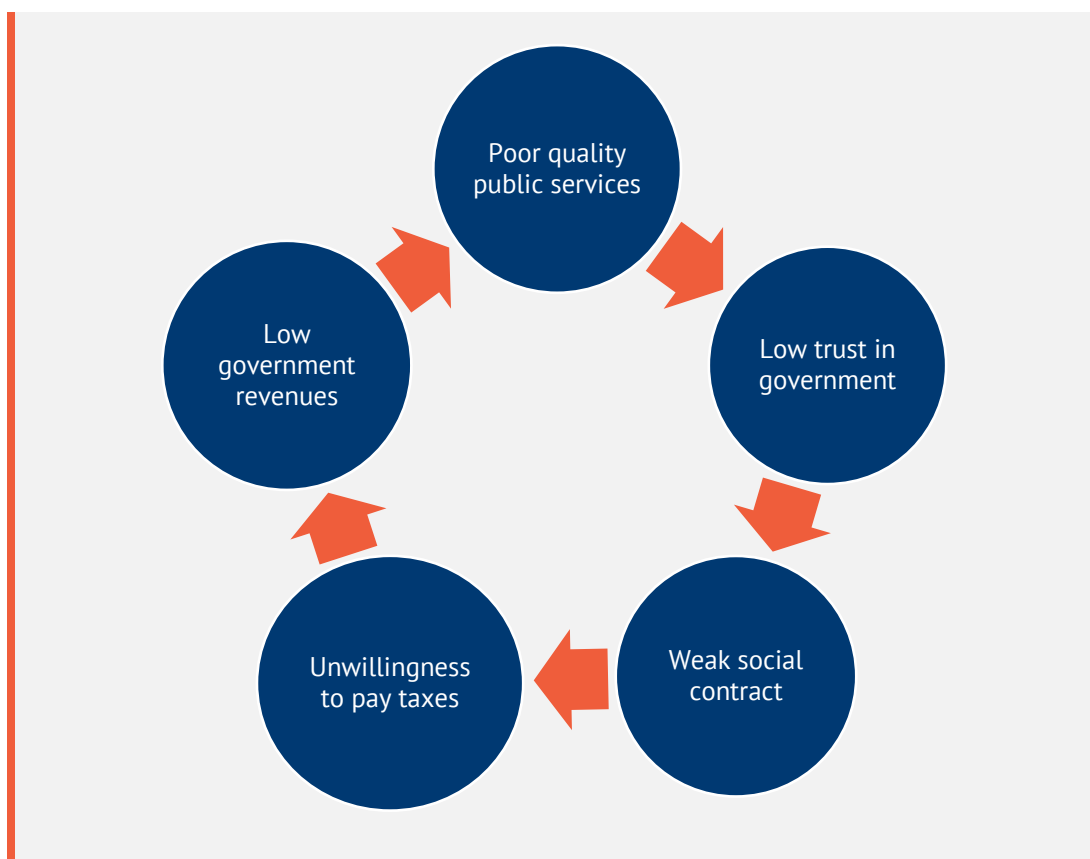 Poor quality
public services
Low trust in
government
Weak social
contract
Unwillingness
to pay taxes
Low
government
revenues